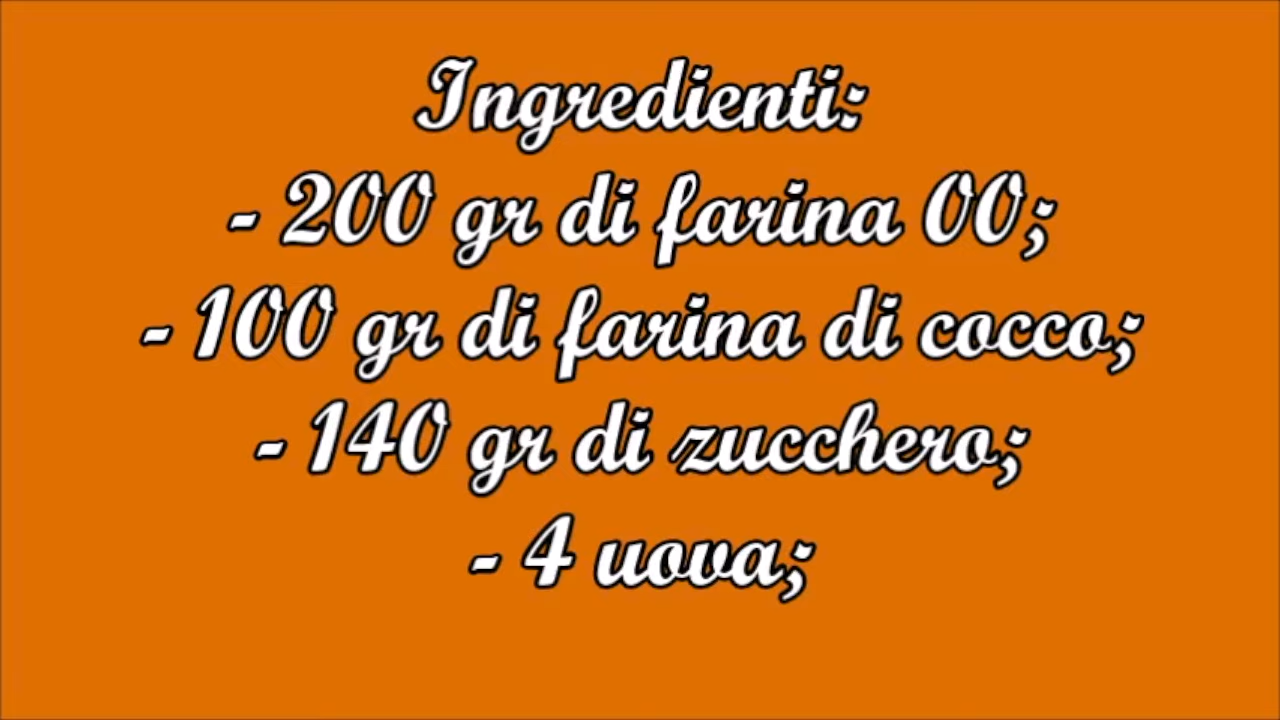 Ingredienti:
- 200 gr di farina 00;
- 100 gr di farina di cocco;
- 140 gr di zucchero;
- 4 uova;